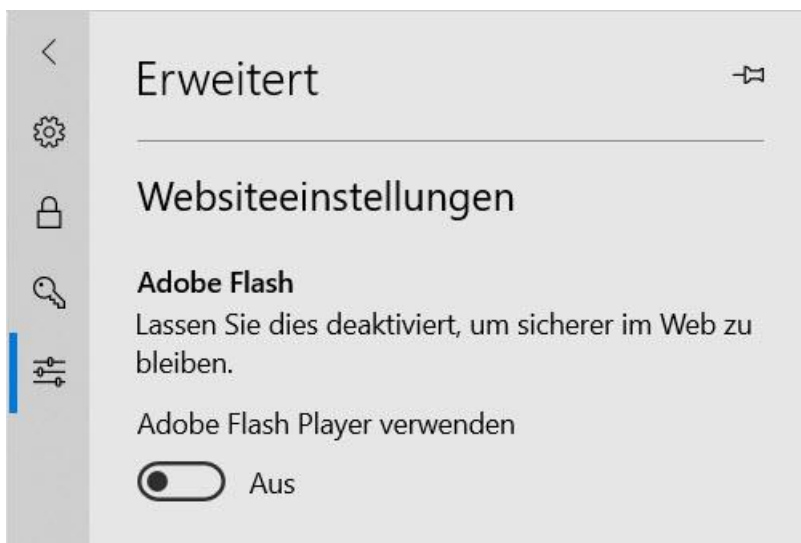 Erweitert
Websiteeinstellungen
Adobe Flash
Lassen Sie dies deaktiviert, um sicherer im Web zu
bleiben.
Adobe Flash Player verwenden
Aus